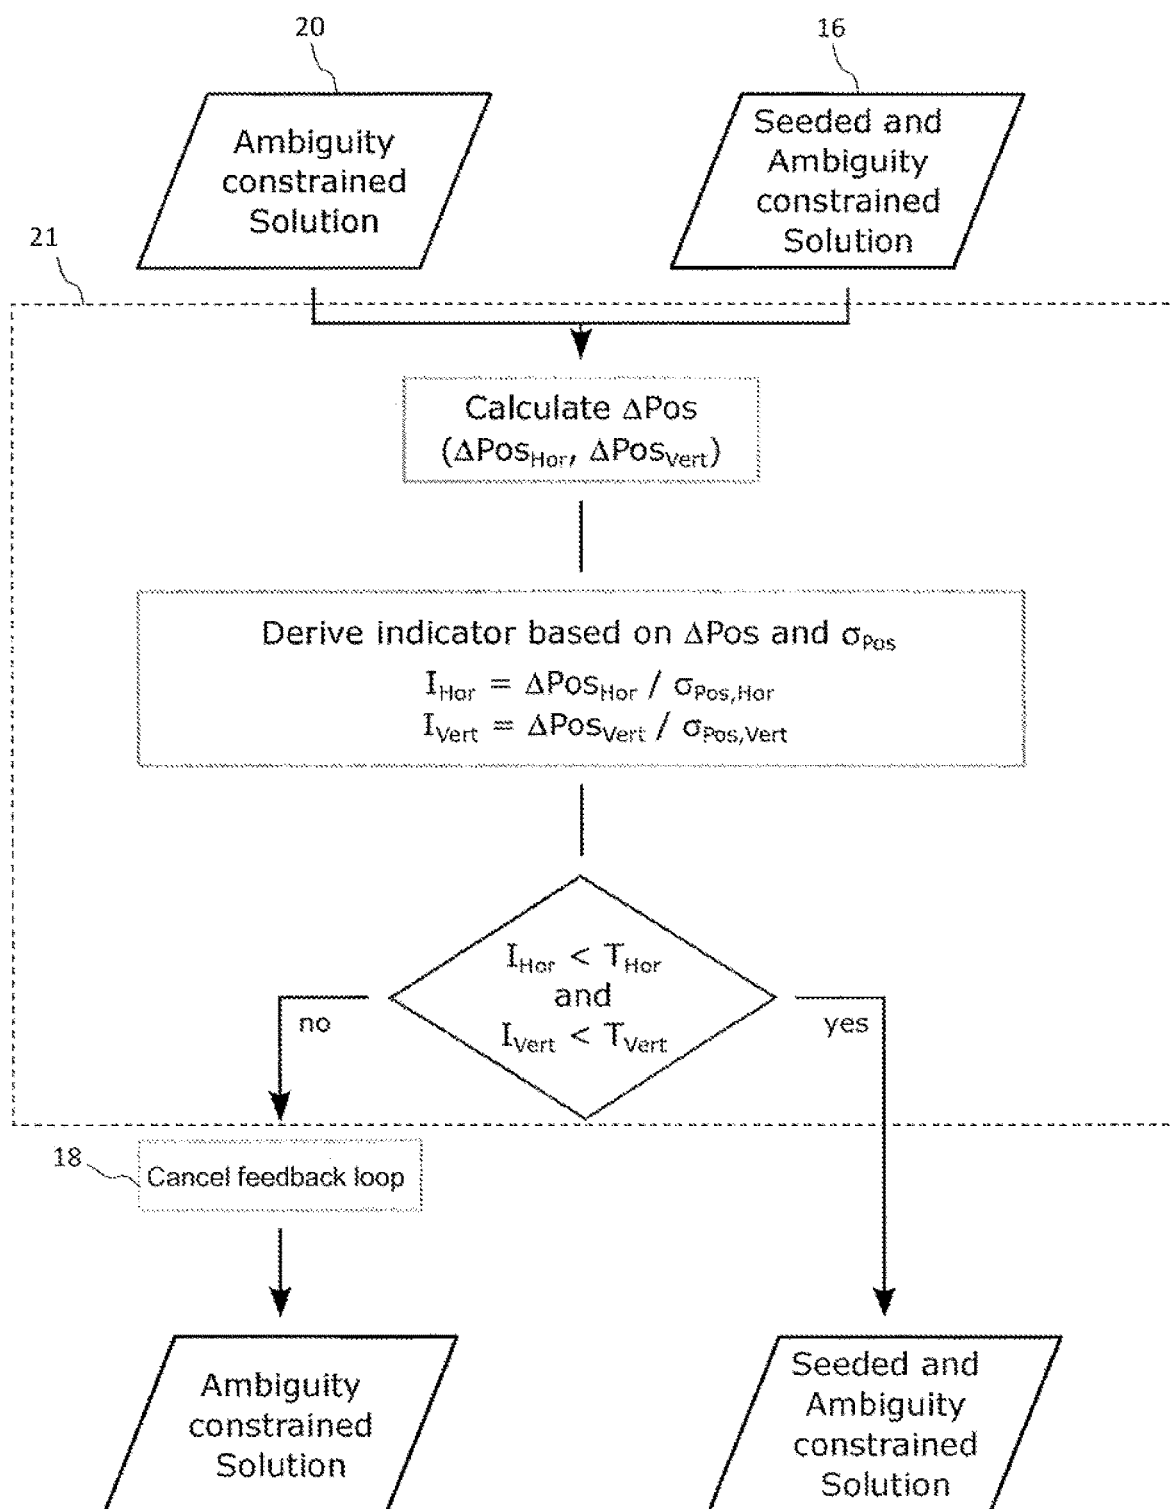 20
16
Ambiguity
constrained
Solution
Seeded and
Ambiguity
constrained
Solution
21
Calculate ΔPos
(ΔPosHor, ΔPosVert)
Derive indicator based on ΔPos and σPos
IHor = ΔPosHor / σPos,Hor
IVert = ΔPosVert / σPos,Vert
IHor < THor
and
IVert < TVert
no
yes
18
Cancel feedback loop
Ambiguity
constrained
Solution
Seeded and
Ambiguity
constrained
Solution